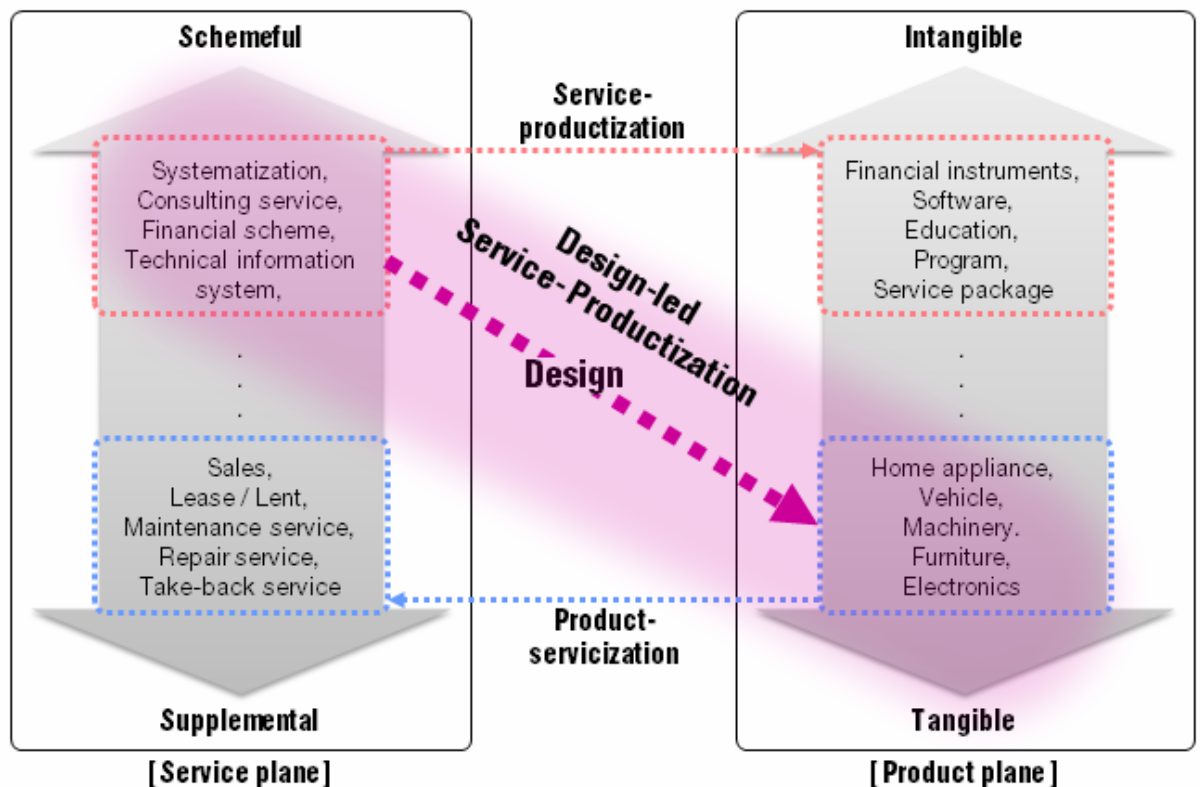 Schemeful
Systematization,
Consulting service,
Financial scheme,
Technical information
system,
.
.
.
Sales,
Lease / Lent,
Maintenance service,
Repair service,
Take-back service
Supplemental
[Service plane]
Service-
productization
Design-led
Service-Productization
Design
Product-
servicization
Intangible
Financial instruments,
Software,
Education,
Program,
Service package
.
.
.
Home appliance,
Vehicle,
Machinery.
Furniture,
Electronics
Tangible
[Product plane]